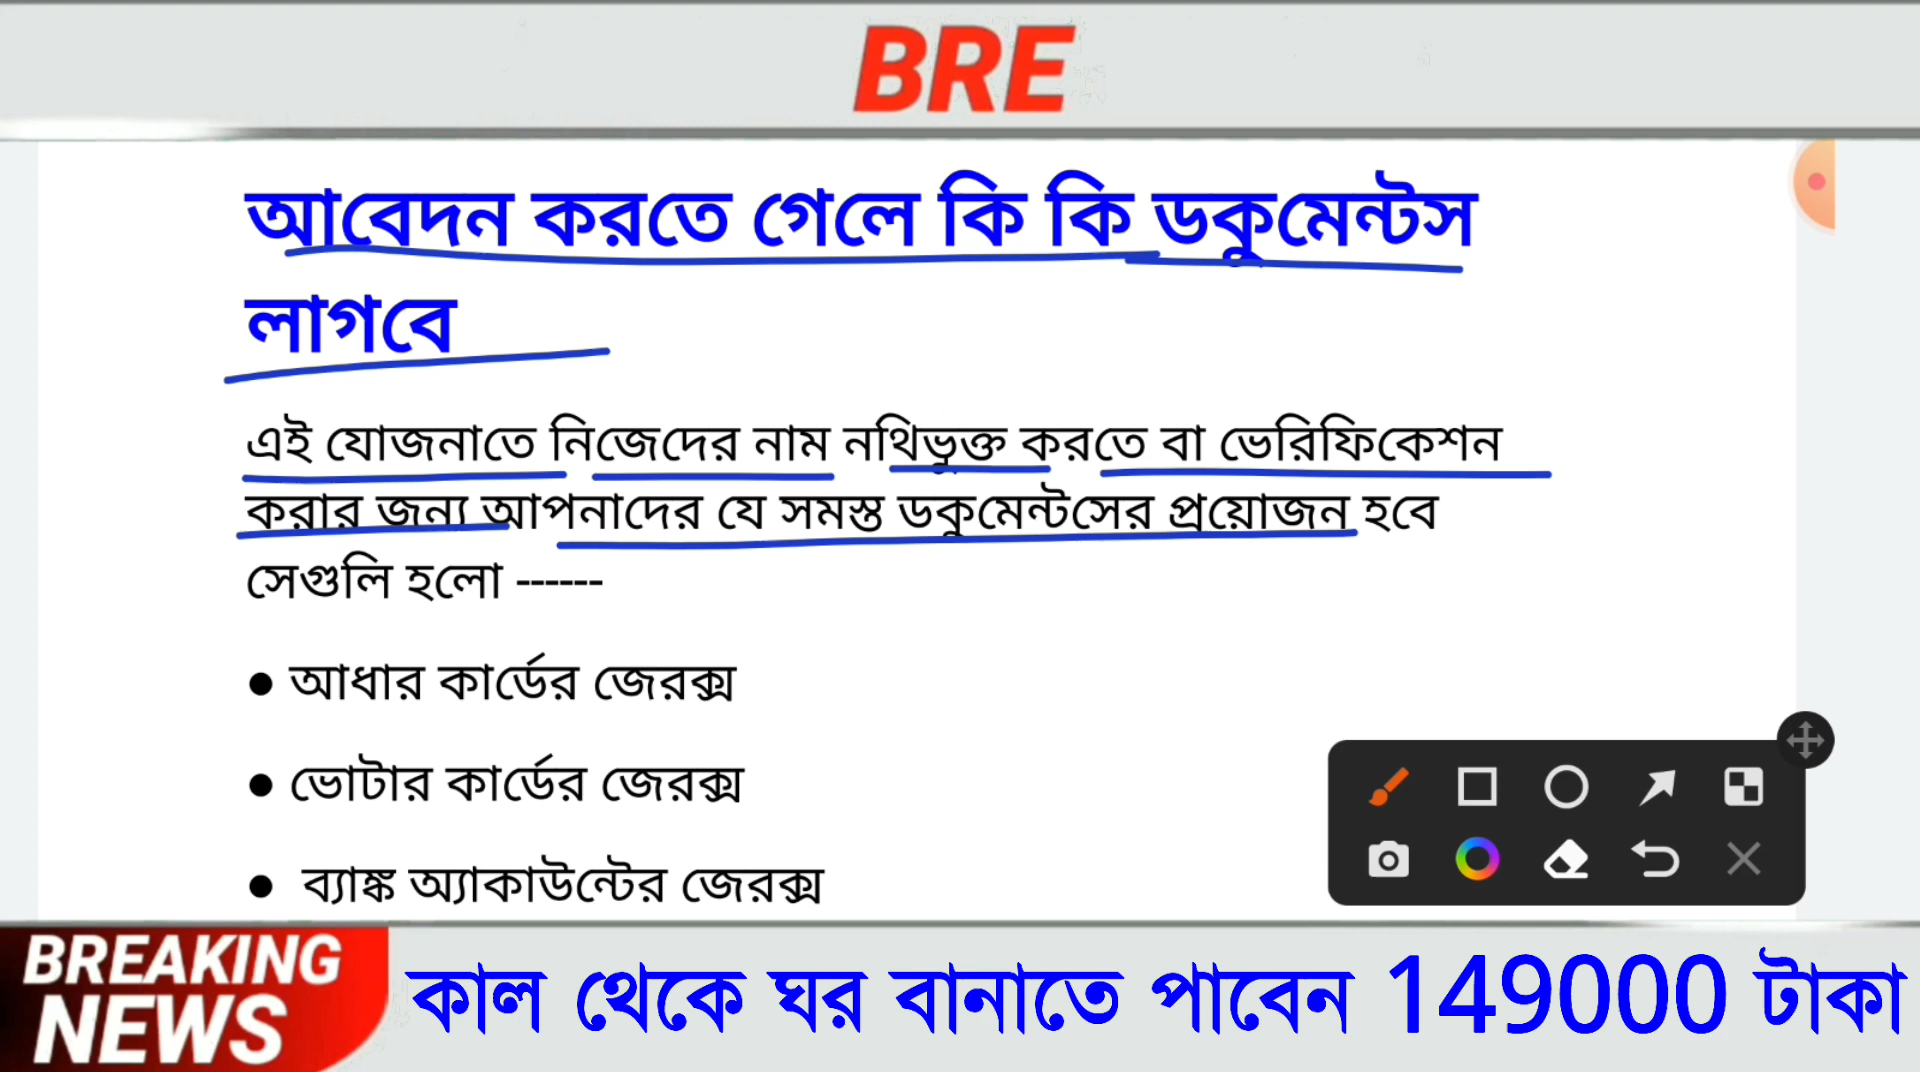 BRE
আবেদন করতে গেলে কি কি ডকুমেন্টস
লাগবে
এই যোজনাতে নিজেদের নাম নথিভুক্ত করতে বা ভেরিফিকেশন
করার জন্য আপনাদের যে সমস্ত ডকুমেন্টসের প্রয়োজন হবে
সেগুলি হলো ------
● আধার কার্ডের জেরক্স
● ভোটার কার্ডের জেরক্স
● ব্যাঙ্ক অ্যাকাউন্টের জেরক্স
BREAKING
NEWS
কাল থেকে ঘর বানাতে পাবেন 149000 টাকা